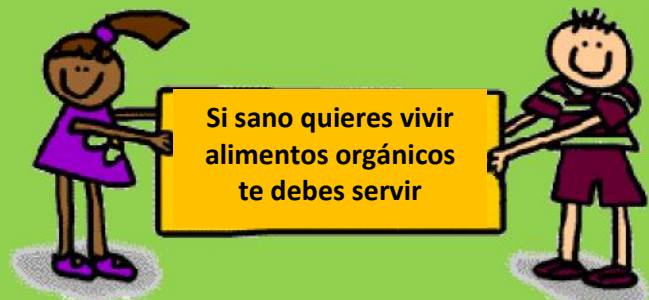 Si sano quieres vivir
alimentos orgánicos
te debes servir